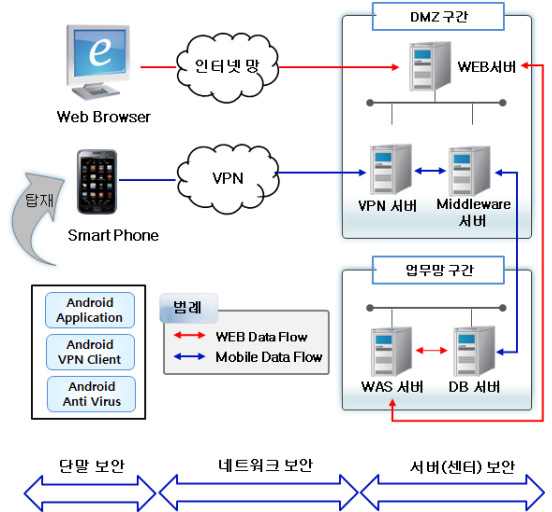 DMZ 구간
인터넷 망
WEB서버
Web Browser
VPN
탑재
VPN 서버
Middleware
서버
Smart Phone
업무망 구간
Android
Application
Android
VPN Client
Android
Anti Virus
범례
WEB Data Flow
Mobile Data Flow
WAS 서버
DB 서버
단말 보안
네트워크 보안
서버(센터) 보안